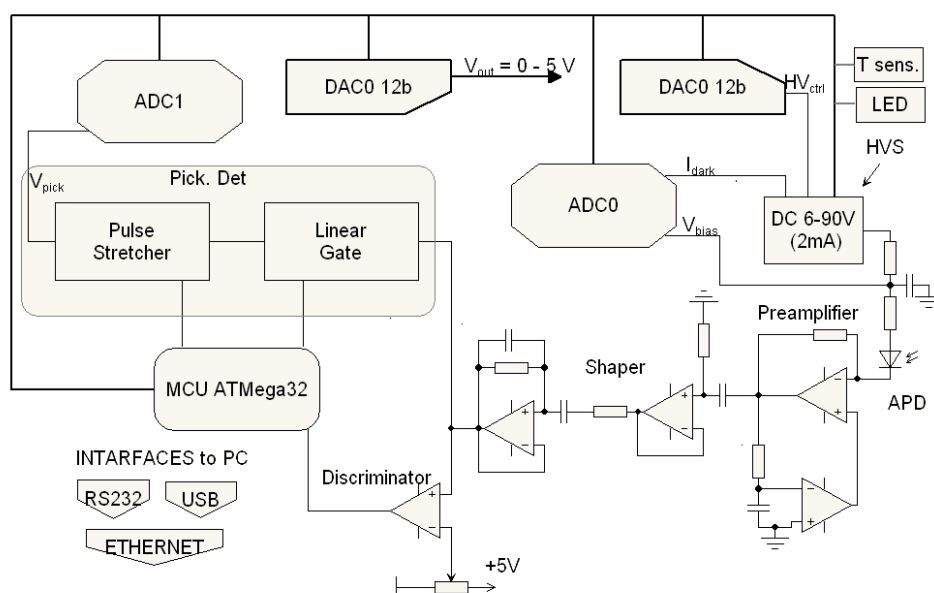 ADC1
DAC0 12b
V_out = 0 - 5 V
DAC0 12b
HV_ctrl
T sens.
LED
HVS
V_pick
Pick. Det
I_dark
ADC0
V_bias
DC 6-90V
(2mA)
Pulse
Stretcher
Linear
Gate
Preamplifier
Shaper
APD
MCU ATMega32
INTARFACES to PC
RS232
USB
ETHERNET
Discriminator
+5V
+
−
+
−
+
−
−
+
−
+